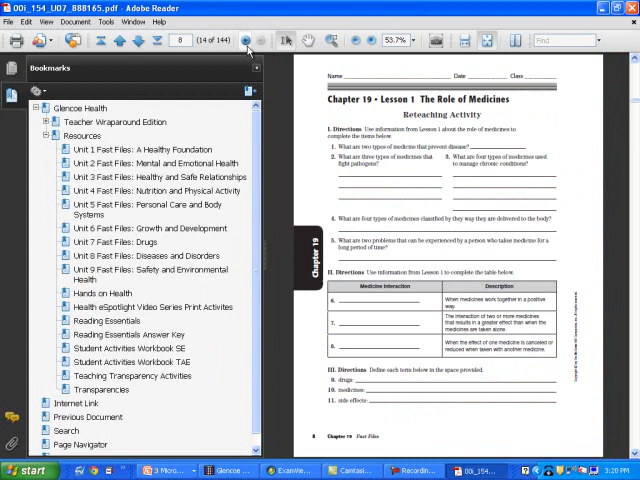 00i_154_U07_888165.pdf - Adobe Reader
File Edit View Document Tools Window Help
8 (14 of 144) 53.7% Find
Bookmarks
Glencoe Health
Teacher Wraparound Edition
Resources
Unit 1 Fast Files: A Healthy Foundation
Unit 2 Fast Files: Mental and Emotional Health
Unit 3 Fast Files: Healthy and Safe Relationships
Unit 4 Fast Files: Nutrition and Physical Activity
Unit 5 Fast Files: Personal Care and Body
Systems
Unit 6 Fast Files: Growth and Development
Unit 7 Fast Files: Drugs
Unit 8 Fast Files: Diseases and Disorders
Unit 9 Fast Files: Safety and Environmental
Health
Hands on Health
Health eSpotlight Video Series Print Activites
Reading Essentials
Reading Essentials Answer Key
Student Activities Workbook SE
Student Activities Workbook TAE
Teaching Transparency Activities
Transparencies
Internet Link
Previous Document
Search
Page Navigator
Name Date Class
Chapter 19 • Lesson 1 The Role of Medicines
Reteaching Activity
I. Directions Use information from Lesson 1 about the role of medicines to
complete the items below.
1. What are two types of medicine that prevent disease?
2. What are three types of medicines that
fight pathogens?
3. What are four types of medicines used
to manage chronic conditions?
4. What are four types of medicines classified by they way they are delivered to the body?
5. What are two problems that can be experienced by a person who takes medicine for a
long period of time?
Chapter 19
II. Directions Use information from Lesson 1 to complete the table below.
Medicine Interaction Description
6. When medicines work together in a positive
way.
7. The interaction of two or more medicines
that results in a greater effect than when the
medicines are taken alone.
8. When the effect of one medicine is canceled or
reduced when taken with another medicine.
III. Directions Define each term below in the space provided.
9. drugs:
10. medicines:
11. side effects:
8 Chapter 19 Fast Files
start 3 Micro... Glencoe ... ExamVie... Camtasi... Recordin... 00i_154... 3:20 PM